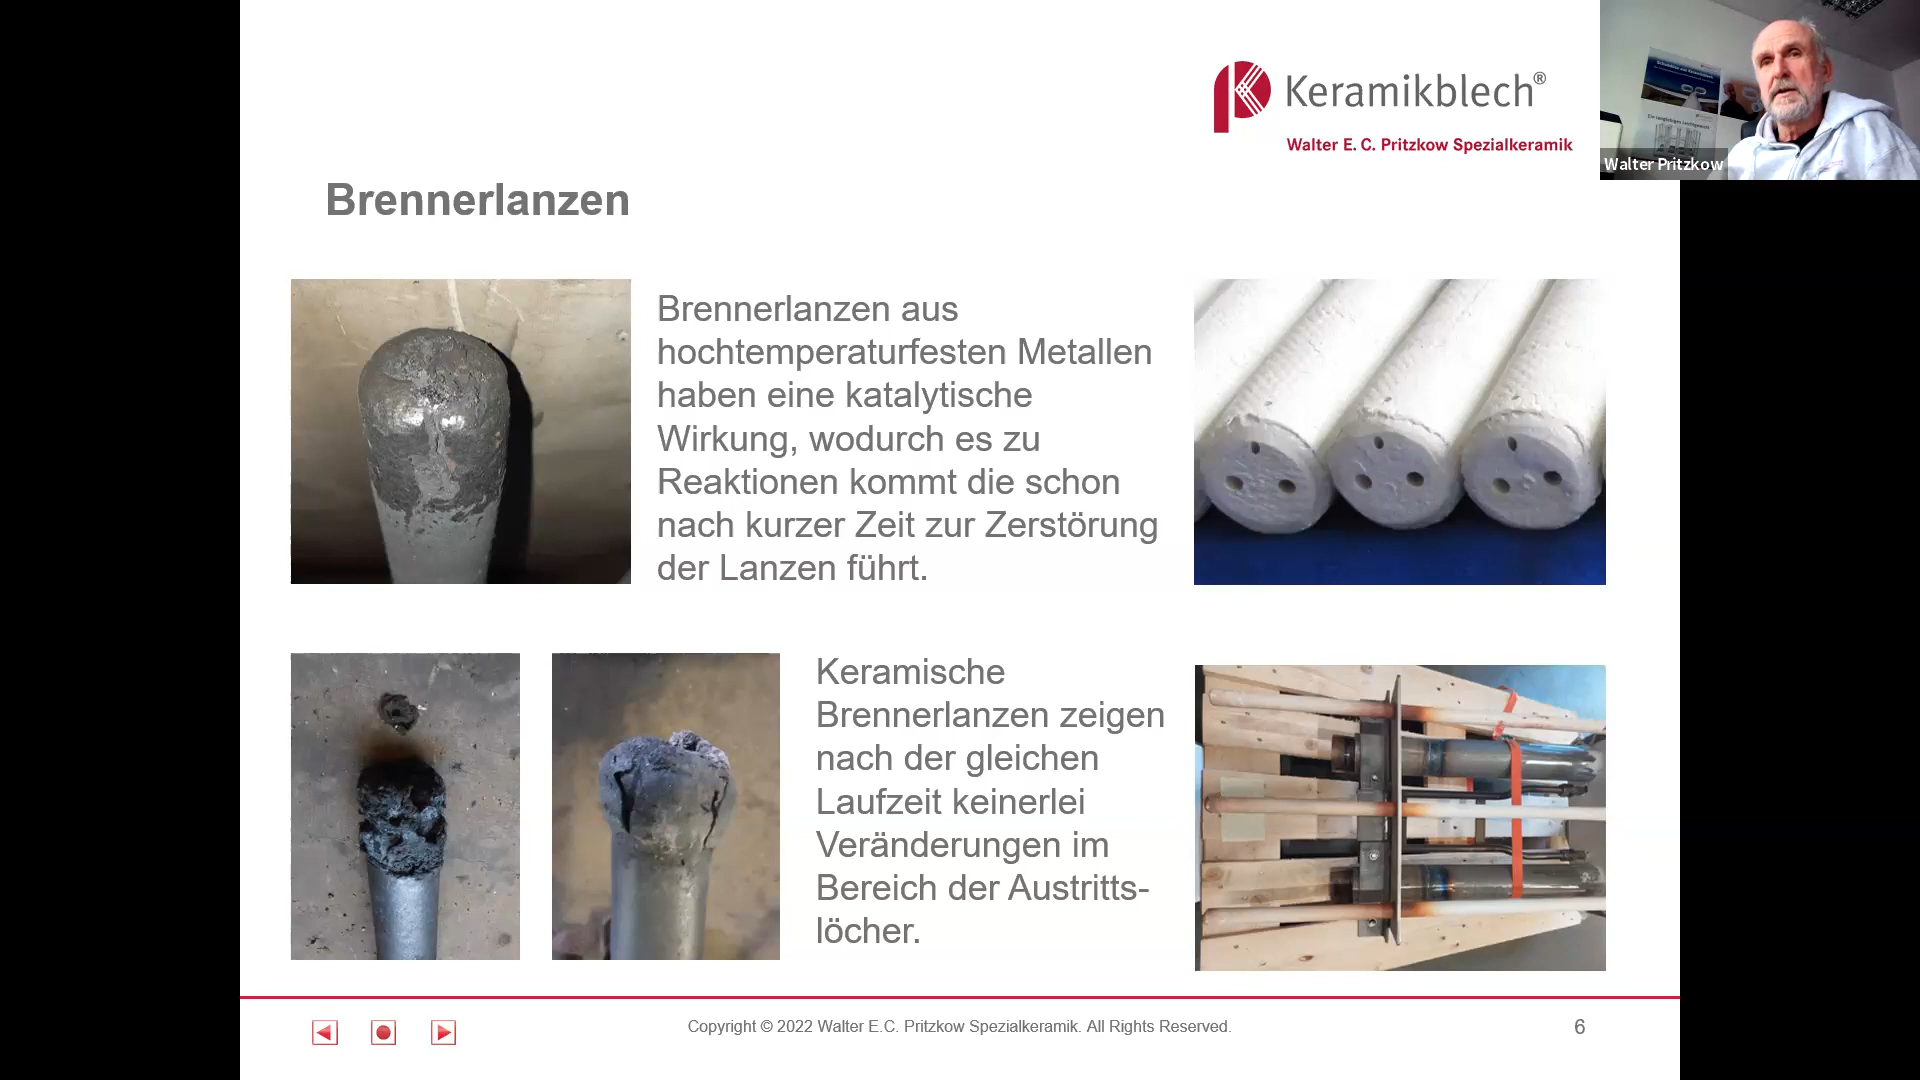 Keramikblech®
Walter E. C. Pritzkow Spezialkeramik
Walter Pritzkow
Brennerlanzen
Brennerlanzen aus
hochtemperaturfesten Metallen
haben eine katalytische
Wirkung, wodurch es zu
Reaktionen kommt die schon
nach kurzer Zeit zur Zerstörung
der Lanzen führt.
Keramische
Brennerlanzen zeigen
nach der gleichen
Laufzeit keinerlei
Veränderungen im
Bereich der Austritts-
löcher.
Copyright © 2022 Walter E.C. Pritzkow Spezialkeramik. All Rights Reserved.
6